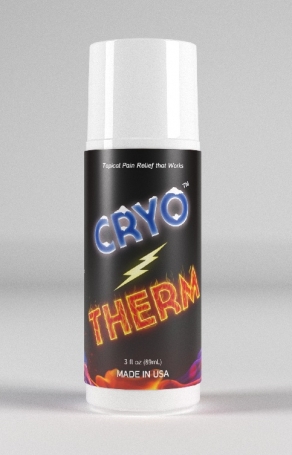 Topical Pain Relief that Works
CRYO™
THERM
3 fl oz (89mL)
MADE IN USA